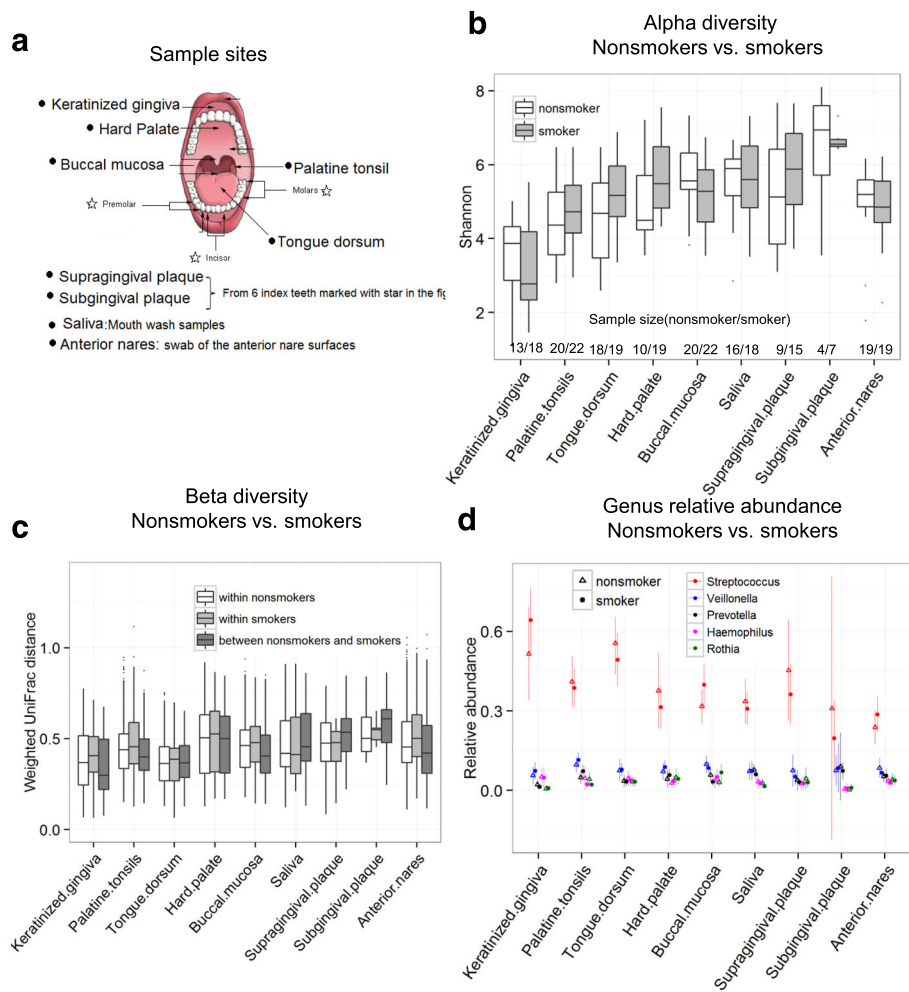 a
Sample sites
Keratinized gingiva
Hard Palate
Buccal mucosa
Palatine tonsil
Molars
Premolar
Tongue dorsum
Incisor
Supragingival plaque
Subgingival plaque
From 6 index teeth marked with star in the fi
Saliva:Mouth wash samples
Anterior nares: swab of the anterior nare surfaces
b
Alpha diversity
Nonsmokers vs. smokers
nonsmoker
smoker
Shannon
8
6
4
2
Sample size(nonsmoker/smoker)
13/18 20/22 18/19 10/19 20/22 16/18 9/15 4/7 19/19
Keratinized.gingiva
Palatine.tonsils
Tongue.dorsum
Hard.palate
Buccal.mucosa
Saliva
Supragingival.plaque
Subgingival.plaque
Anterior.nares
c
Beta diversity
Nonsmokers vs. smokers
within nonsmokers
within smokers
between nonsmokers and smokers
Weighted UniFrac distance
1.0
0.5
0.0
Keratinized.gingiva
Palatine.tonsils
Tongue.dorsum
Hard.palate
Buccal.mucosa
Saliva
Supragingival.plaque
Subgingival.plaque
Anterior.nares
d
Genus relative abundance
Nonsmokers vs. smokers
nonsmoker
smoker
Streptococcus
Veillonella
Prevotella
Haemophilus
Rothia
Relative abundance
0.6
0.3
0.0
Keratinized.gingiva
Palatine.tonsils
Tongue.dorsum
Hard.palate
Buccal.mucosa
Saliva
Supragingival.plaque
Subgingival.plaque
Anterior.nares